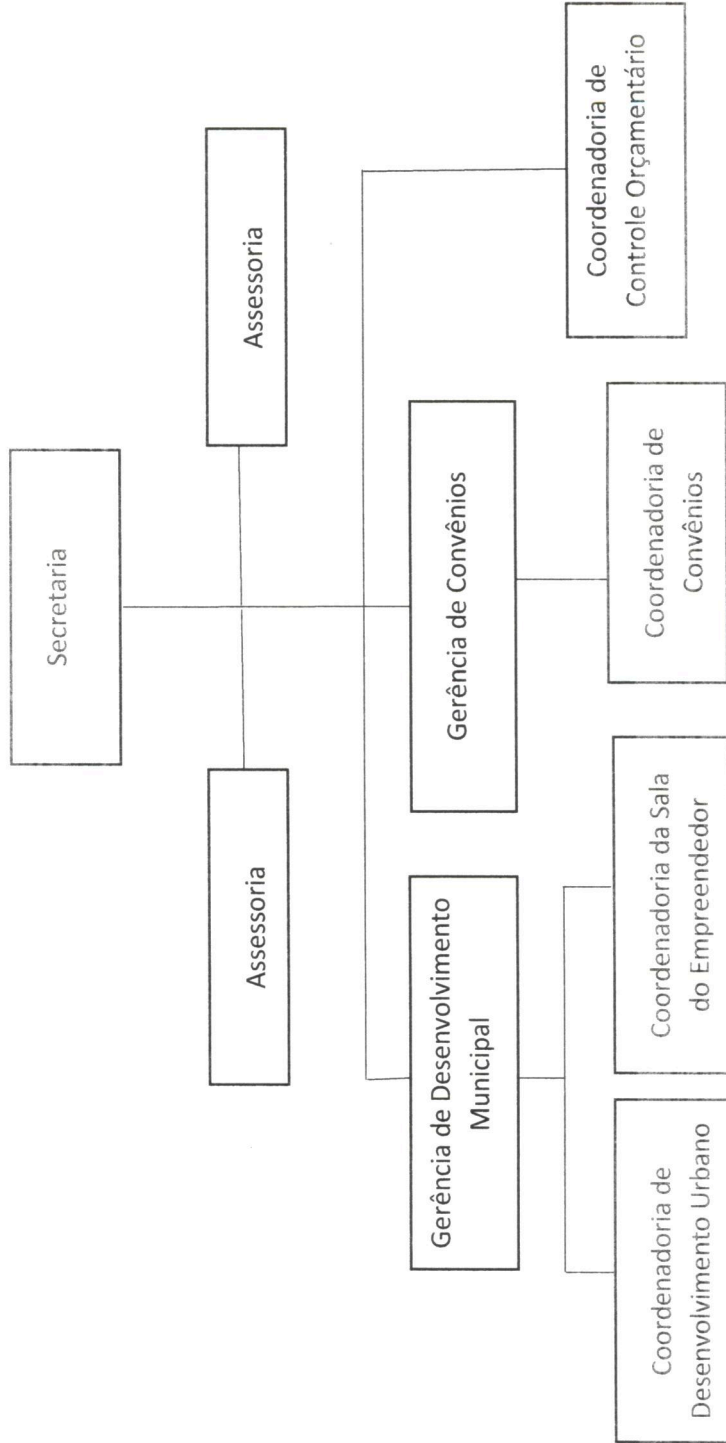 Secretaria
Assessoria
Assessoria
Gerência de Desenvolvimento
Municipal
Gerência de Convênios
Coordenadoria de
Controle Orçamentário
Coordenadoria de
Desenvolvimento Urbano
Coordenadoria da Sala
do Empreendedor
Coordenadoria de
Convênios